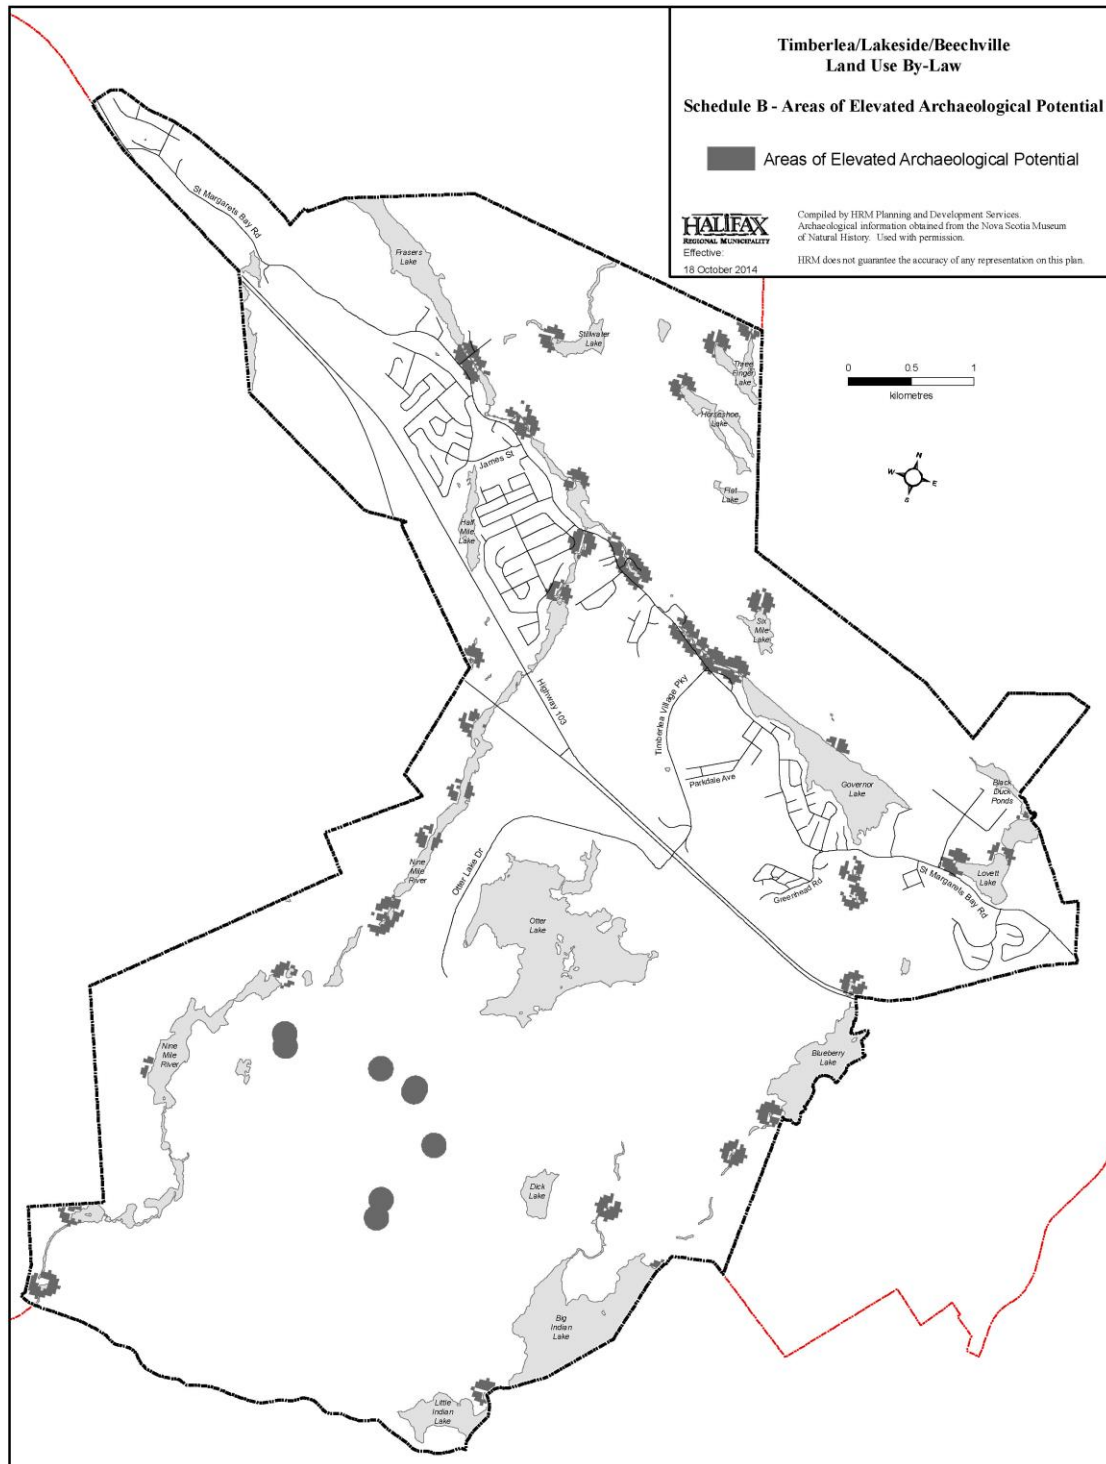 Timberlea/Lakeside/Beechville
Land Use By-Law
Schedule B - Areas of Elevated Archaeological Potential
Areas of Elevated Archaeological Potential
HALIFAX
REGIONAL MUNICIPALITY
Effective:
18 October 2014
Compiled by HRM Planning and Development Services.
Archaeological information obtained from the Nova Scotia Museum
of Natural History. Used with permission.
HRM does not guarantee the accuracy of any representation on this plan.
St Margarets Bay Rd
Frasers
Lake
Stillwater
Lake
Three
Finger
Lake
Horseshoe
Lake
Flat
Lake
0 0.5 1
kilometres
N
W
E
S
James St
Half
Mile
Lake
Six
Mile
Lake
Highway 103
Timberlea Village Pky
Parkdale Ave
Governor
Lake
Black
Duck
Ponds
Lovett
Lake
St Margarets Bay Rd
Greenhead Rd
Nine
Mile
River
Otter Lake Dr
Otter
Lake
Nine
Mile
River
Blueberry
Lake
Dick
Lake
Big
Indian
Lake
Little
Indian
Lake